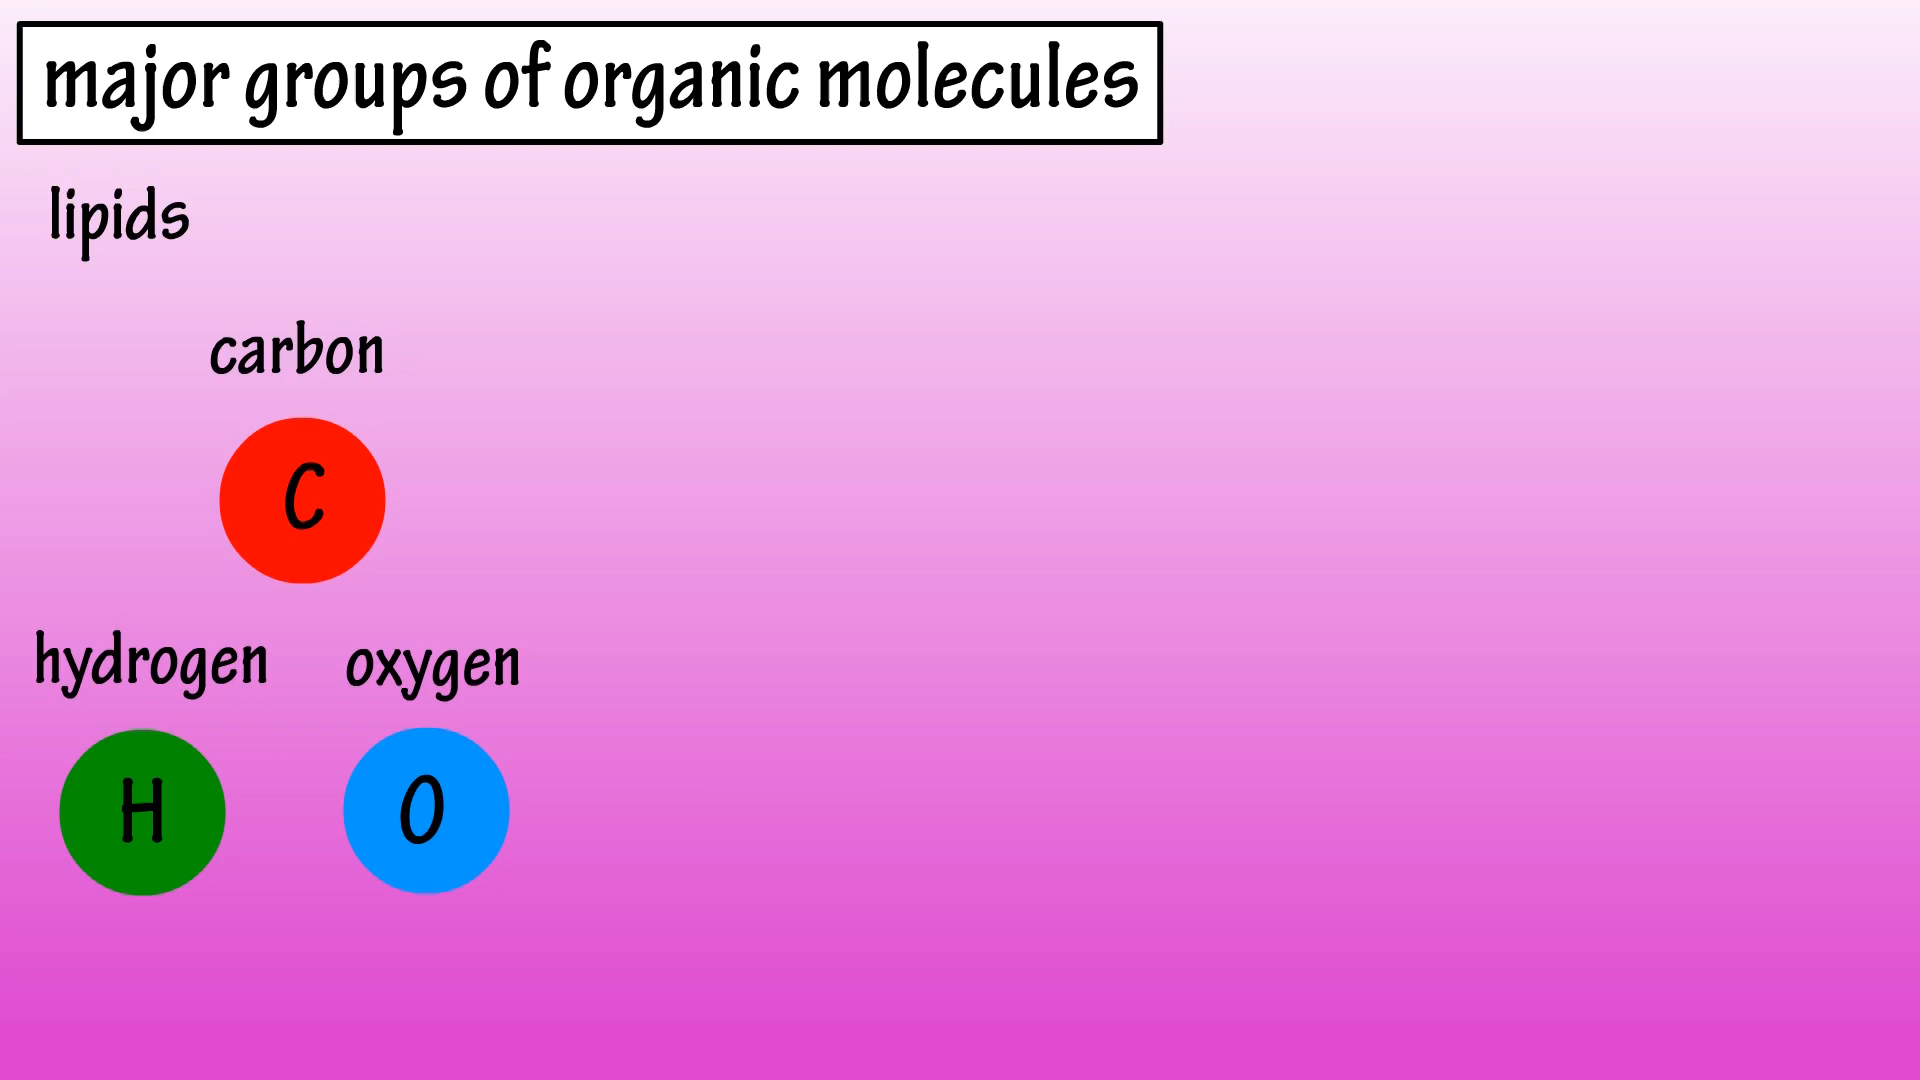 major groups of organic molecules
lipids
carbon
C
hydrogen oxygen
H O